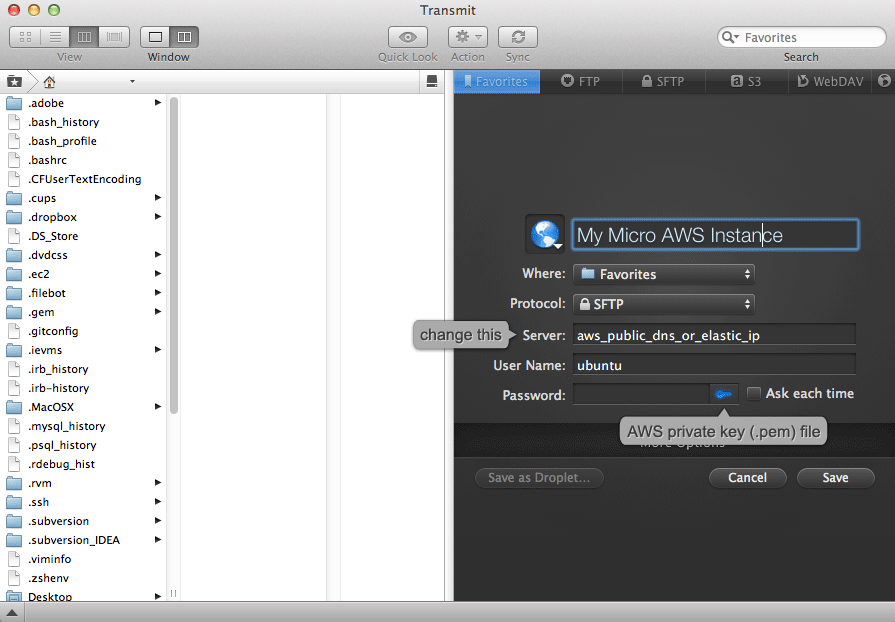 Transmit
View
Window
Quick Look
Action
Sync
Favorites
Search
Favorites
FTP
SFTP
a S3
WebDAV
.adobe
.bash_history
.bash_profile
.bashrc
.CFUserTextEncoding
.cups
.dropbox
.DS_Store
.dvdcss
.ec2
.filebot
.gem
.gitconfig
.ievms
.irb_history
.irb-history
.MacOSX
.mysql_history
.psql_history
.rdebug_hist
.rvm
.ssh
.subversion
.subversion_IDEA
.viminfo
.zshenv
Desktop
My Micro AWS Instance
Where: Favorites
Protocol: SFTP
change this
Server: aws_public_dns_or_elastic_ip
User Name: ubuntu
Password:
Ask each time
AWS private key (.pem) file
More Options
Save as Droplet...
Cancel
Save